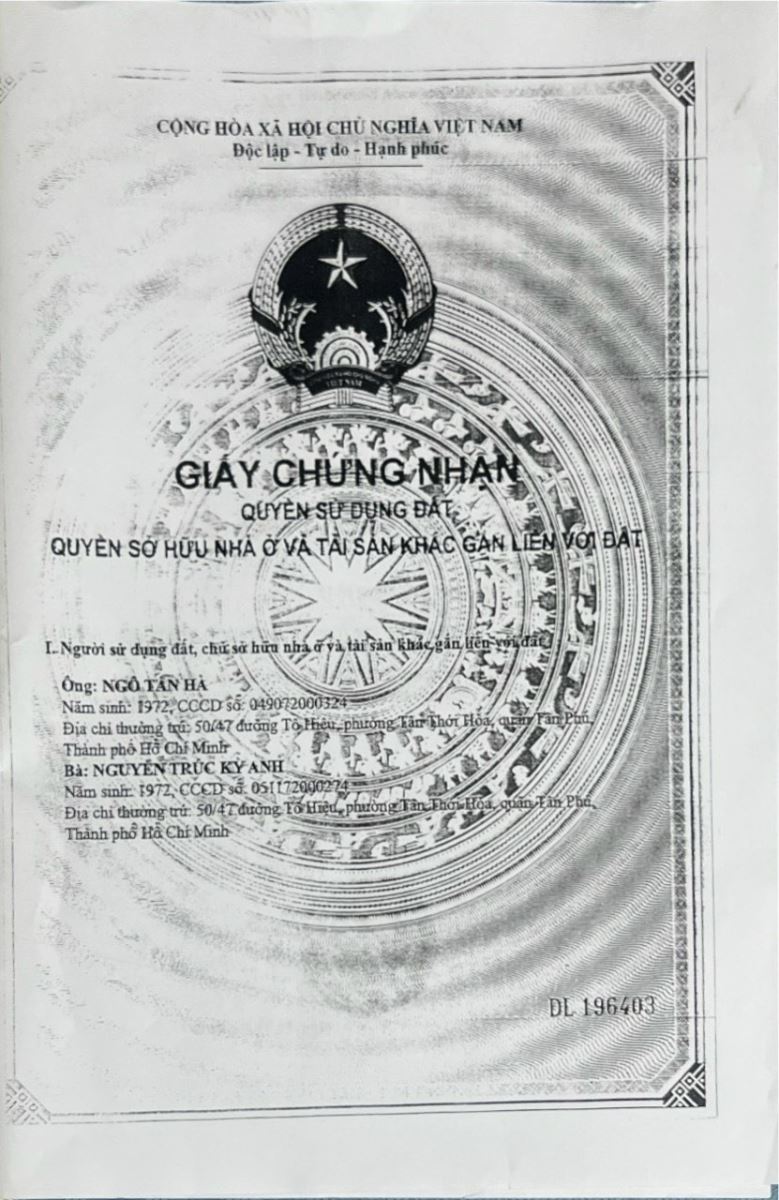 CỘNG HÒA XÃ HỘI CHỦ NGHĨA VIỆT NAM
Độc lập - Tự do - Hạnh phúc
VIỆT NAM
GIẤY CHỨNG NHẬN
QUYỀN SỬ DỤNG ĐẤT
QUYỀN SỞ HỮU NHÀ Ở VÀ TÀI SẢN KHÁC GẮN LIỀN VỚI ĐẤT
I. Người sử dụng đất, chủ sở hữu nhà ở và tài sản khác gắn liền với đất
Ông: NGÔ TẤN HÀ
Năm sinh: 1972, CCCD số: 049072000324
Địa chỉ thường trú: 50/47 đường Tô Hiệu, phường Tân Thới Hòa, quận Tân Phú,
Thành phố Hồ Chí Minh
Bà: NGUYỄN TRÚC KỲ ANH
Năm sinh: 1972, CCCD số: 051172000274
Địa chỉ thường trú: 50/47 đường Tô Hiệu, phường Tân Thới Hòa, quận Tân Phú,
Thành phố Hồ Chí Minh
DL 196403